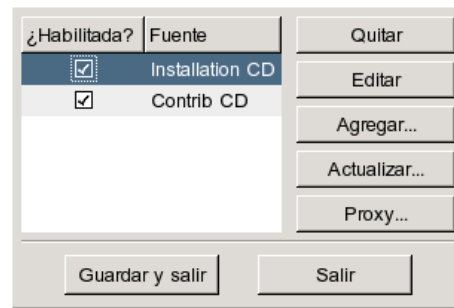 ¿Habilitada? Fuente
Installation CD
Contrib CD
Quitar
Editar
Agregar...
Actualizar...
Proxy...
Guardar y salir
Salir